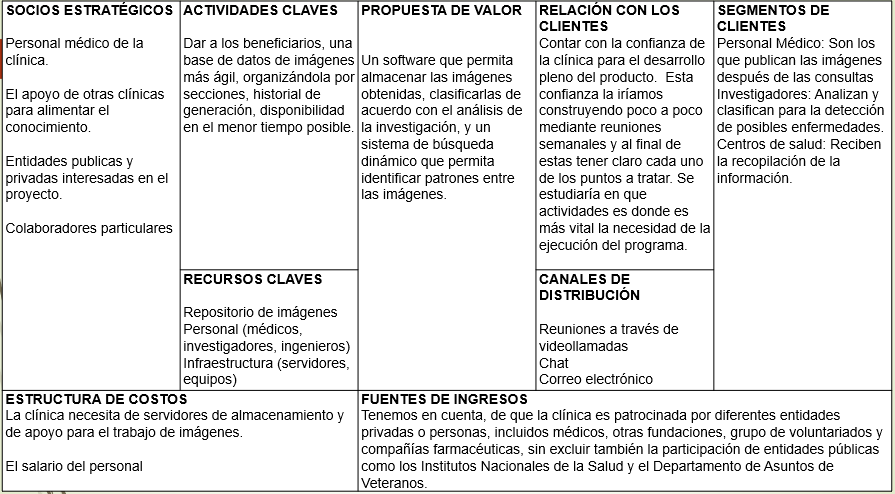 SOCIOS ESTRATÉGICOS
Personal médico de la
clínica.
El apoyo de otras clínicas
para alimentar el
conocimiento.
Entidades publicas y
privadas interesadas en el
proyecto.
Colaboradores particulares
ACTIVIDADES CLAVES
Dar a los beneficiarios, una
base de datos de imágenes
más ágil, organizándola por
secciones, historial de
generación, disponibilidad
en el menor tiempo posible.
RECURSOS CLAVES
Repositorio de imágenes
Personal (médicos,
investigadores, ingenieros)
Infraestructura (servidores,
equipos)
PROPUESTA DE VALOR
Un software que permita
almacenar las imágenes
obtenidas, clasificarlas de
acuerdo con el análisis de
la investigación, y un
sistema de búsqueda
dinámico que permita
identificar patrones entre
las imágenes.
RELACIÓN CON LOS
CLIENTES
Contar con la confianza de
la clínica para el desarrollo
pleno del producto.  Esta
confianza la iríamos
construyendo poco a poco
mediante reuniones
semanales y al final de
estas tener claro cada uno
de los puntos a tratar. Se
estudiaría en que
actividades es donde es
más vital la necesidad de la
ejecución del programa.
CANALES DE
DISTRIBUCIÓN
Reuniones a través de
videollamadas
Chat
Correo electrónico
SEGMENTOS DE
CLIENTES
Personal Médico: Son los
que publican las imágenes
después de las consultas
Investigadores: Analizan y
clasifican para la detección
de posibles enfermedades.
Centros de salud: Reciben
la recopilación de la
información.
ESTRUCTURA DE COSTOS
La clínica necesita de servidores de almacenamiento y
de apoyo para el trabajo de imágenes.
El salario del personal
FUENTES DE INGRESOS
Tenemos en cuenta, de que la clínica es patrocinada por diferentes entidades
privadas o personas, incluidos médicos, otras fundaciones, grupo de voluntariados y
compañías farmacéuticas, sin excluir también la participación de entidades públicas
como los Institutos Nacionales de la Salud y el Departamento de Asuntos de
Veteranos.